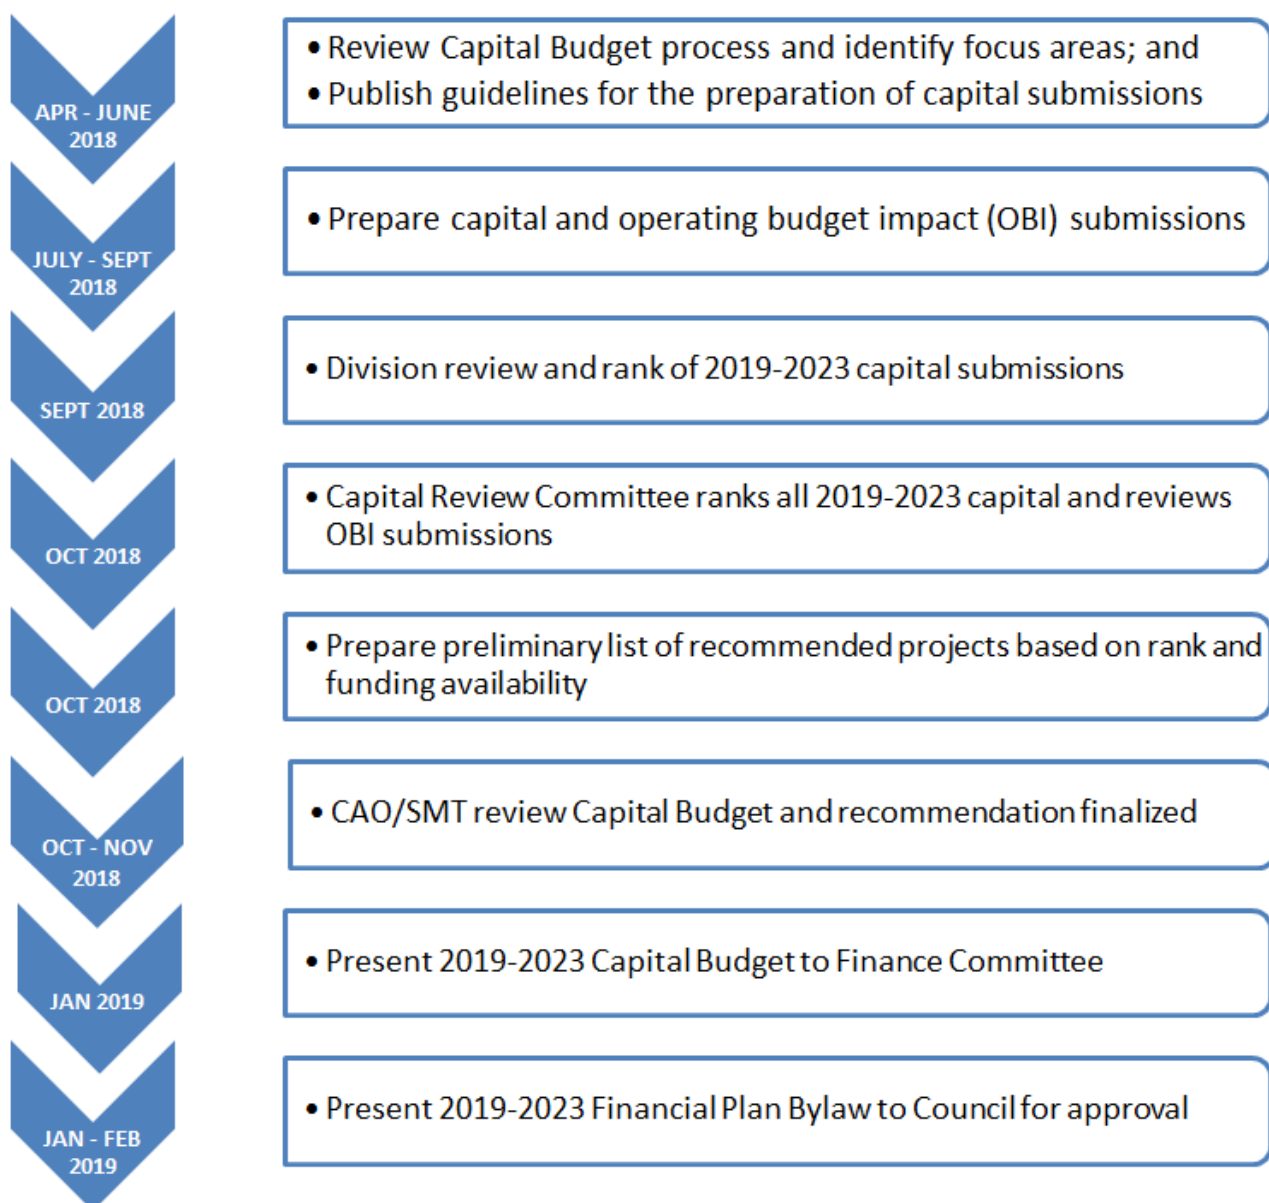 APR - JUNE
2018
• Review Capital Budget process and identify focus areas; and
• Publish guidelines for the preparation of capital submissions
JULY - SEPT
2018
• Prepare capital and operating budget impact (OBI) submissions
SEPT 2018
• Division review and rank of 2019-2023 capital submissions
OCT 2018
• Capital Review Committee ranks all 2019-2023 capital and reviews
OBI submissions
OCT 2018
• Prepare preliminary list of recommended projects based on rank and
funding availability
OCT - NOV
2018
• CAO/SMT review Capital Budget and recommendation finalized
JAN 2019
• Present 2019-2023 Capital Budget to Finance Committee
JAN - FEB
2019
• Present 2019-2023 Financial Plan Bylaw to Council for approval